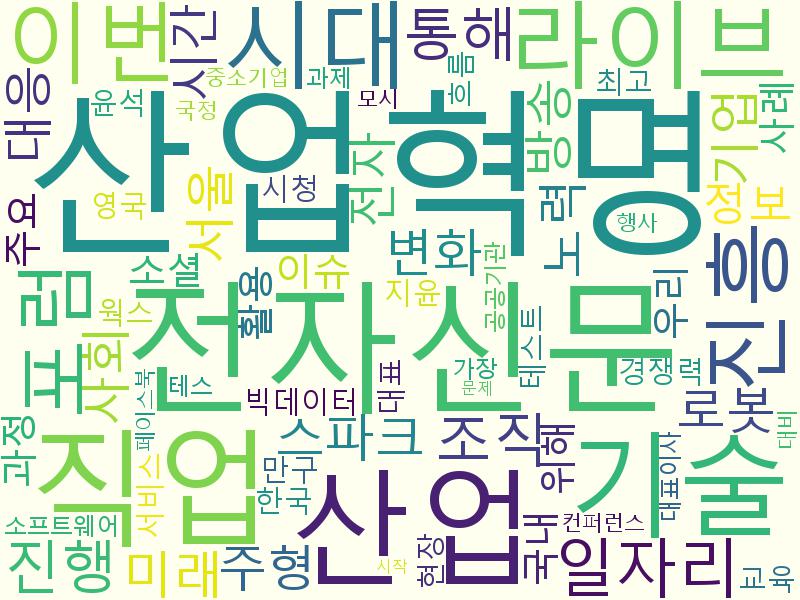 이번
시간
시대
통해
라이브
중소기업
과제
흐름
최고
대응
윤석
국정
모시
방송
기업
사례
산업혁명
전자
영국
서울
시청
노력
정보
행사
주요
변화
진흥
포럼
소셜
이슈
활용
지윤
공공기관
우리
웍스
사회
전자신문
테스트
테스
빅데이터
대표
가장
문제
경쟁력
로봇
과정
페이스북
직업
스파크
조직
위해
기술
대비
서비스
만구
한국
산업
대표이사
소프트웨어
컨퍼런스
진행
미래
주형
시작
현장
국내
일자리
교육